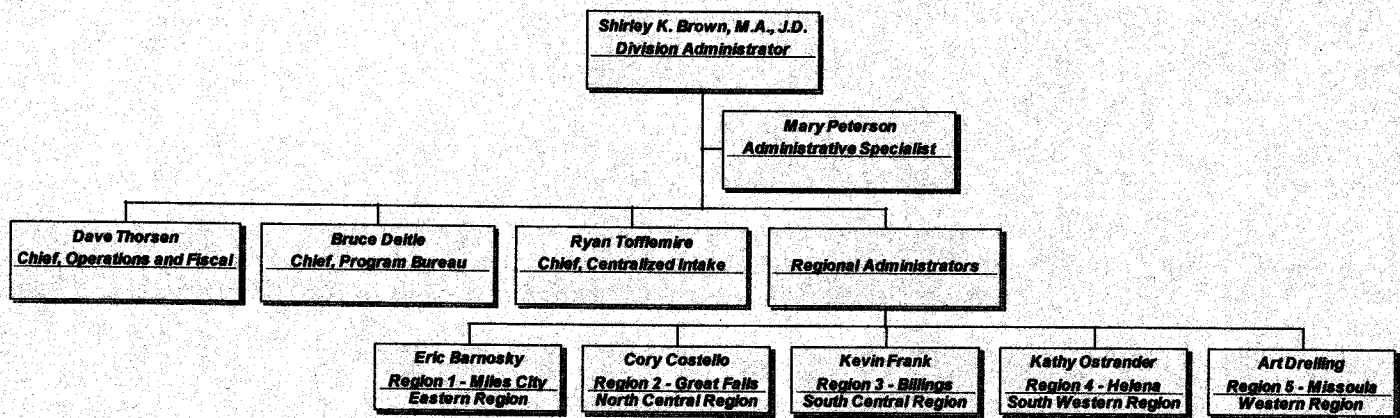 Shirley K. Brown, M.A., J.D.
Division Administrator
Mary Peterson
Administrative Specialist
Dave Thorsen
Chief, Operations and Fiscal
Bruce Deitle
Chief, Program Bureau
Ryan Tofflemire
Chief, Centralized Intake
Regional Administrators
Eric Barnosky
Region 1 - Miles City
Eastern Region
Cory Costello
Region 2 - Great Falls
North Central Region
Kevin Frank
Region 3 - Billings
South Central Region
Kathy Ostrander
Region 4 - Helena
South Western Region
Art Dreiling
Region 5 - Missoula
Western Region